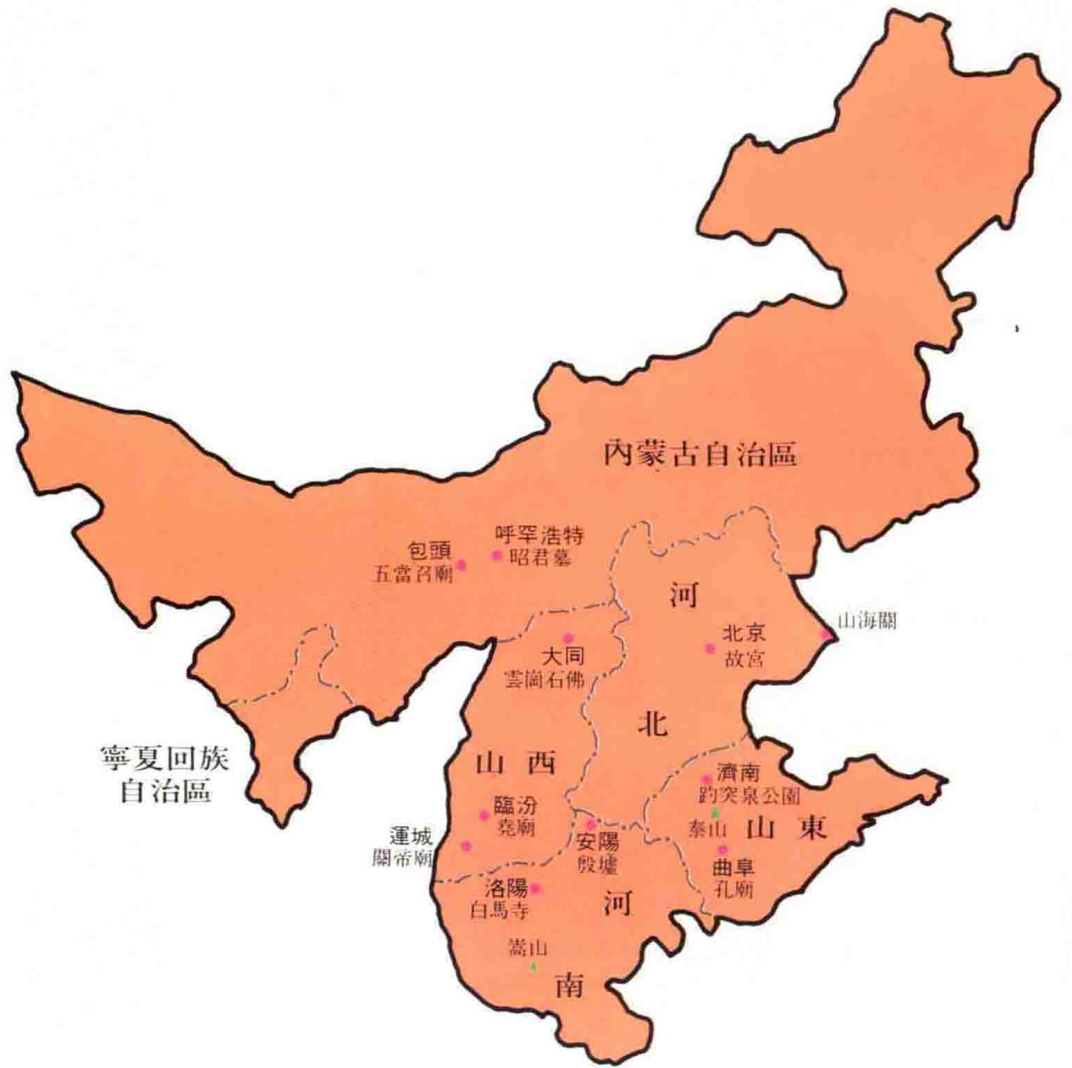 內蒙古自治區
呼罕浩特
昭君墓
包頭
五當召廟
河
北
山海關
北京
故宮
大同
雲崗石佛
寧夏回族
自治區
山西
濟南
趵突泉公園
泰山
山東
臨汾
堯廟
運城
關帝廟
安陽
殷墟
曲阜
孔廟
洛陽
白馬寺
河
南
嵩山